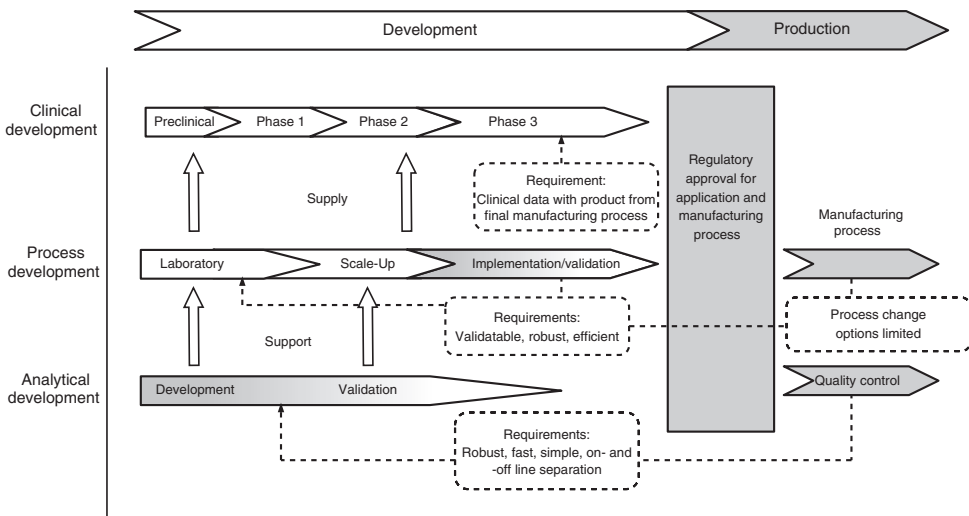 Development
Production
Clinical
development
Preclinical
Phase 1
Phase 2
Phase 3
Supply
Requirement:
Clinical data with product from
final manufacturing process
Regulatory
approval for
application and
manufacturing
process
Manufacturing
process
Process
development
Laboratory
Scale-Up
Implementation/validation
Support
Requirements:
Validatable, robust, efficient
Process change
options limited
Analytical
development
Development
Validation
Quality control
Requirements:
Robust, fast, simple, on- and
-off line separation